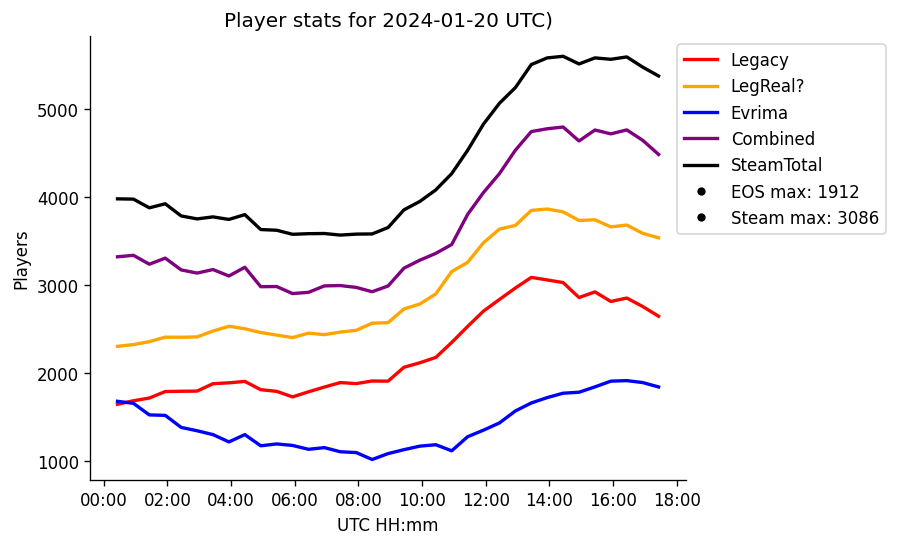 Player stats for 2024-01-20 UTC)
Legacy
LegReal?
Evrima
Combined
SteamTotal
EOS max: 1912
Steam max: 3086
Players
5000
4000
3000
2000
1000
00:00 02:00 04:00 06:00 08:00 10:00 12:00 14:00 16:00 18:00
UTC HH:mm